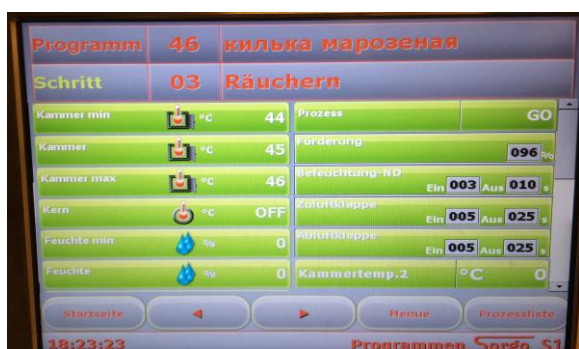 Programm 46 килька марозеная
Schritt 03 Räuchern
Kammer min °C 44
Prozess GO
Kammer °C 45
Förderung 096 %
Kammer max °C 46
Befeuchtung-ND Ein 003 Aus 010 s
Kern °C OFF
Zuluftklappe Ein 005 Aus 025 s
Feuchte min % 0
Abluftklappe Ein 005 Aus 025 s
Feuchte % 0
Kammertemp.2 °C 0
Startseite Menue Prozessliste
18:23:23 Programmen Sorgo S1